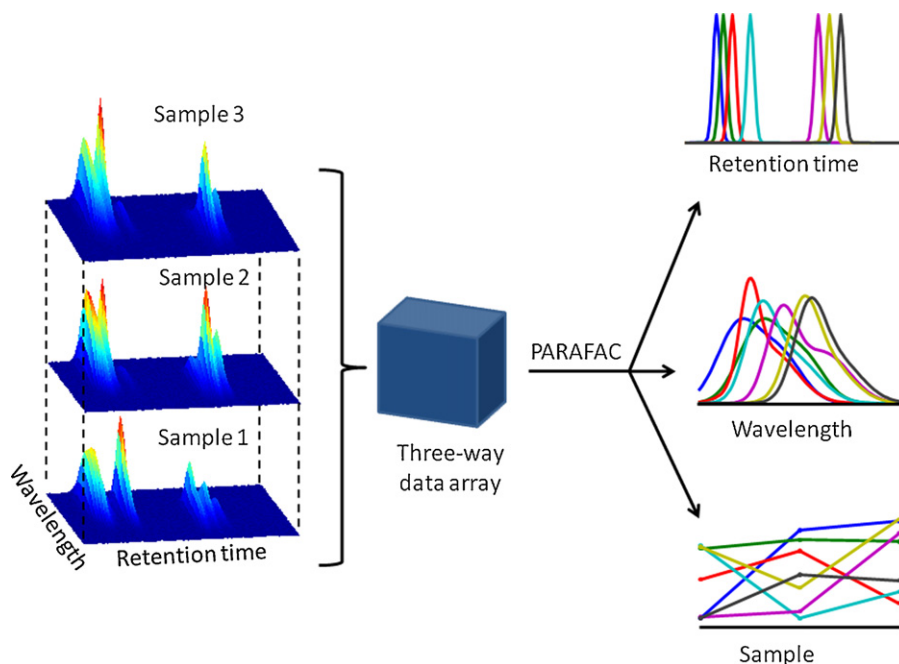 Sample 3
Sample 2
Sample 1
Wavelength
Retention time
Three-way
data array
PARAFAC
Retention time
Wavelength
Sample